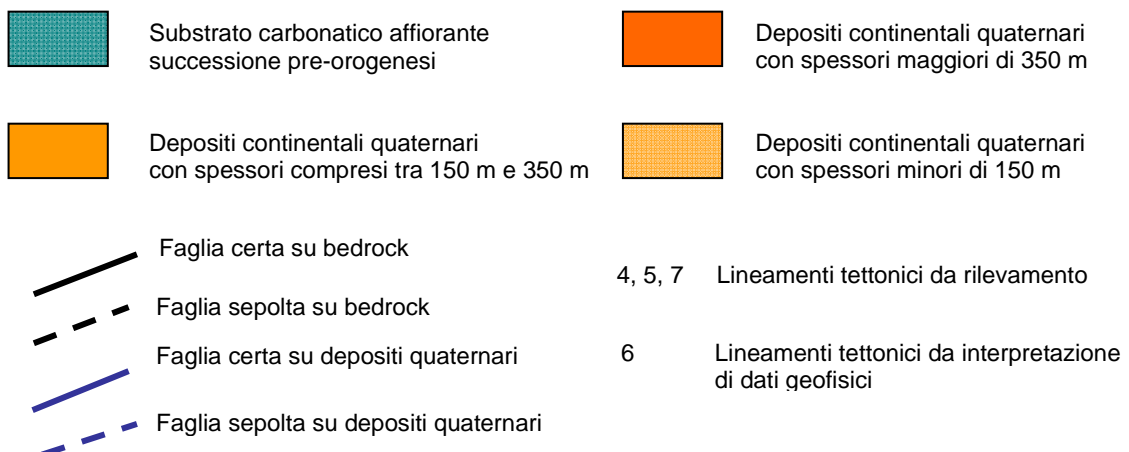 Substrato carbonatico affiorante
successione pre-orogenesi
Depositi continentali quaternari
con spessori maggiori di 350 m
Depositi continentali quaternari
con spessori compresi tra 150 m e 350 m
Depositi continentali quaternari
con spessori minori di 150 m
Faglia certa su bedrock
Faglia sepolta su bedrock
Faglia certa su depositi quaternari
Faglia sepolta su depositi quaternari
4, 5, 7 Lineamenti tettonici da rilevamento
6 Lineamenti tettonici da interpretazione
di dati geofisici